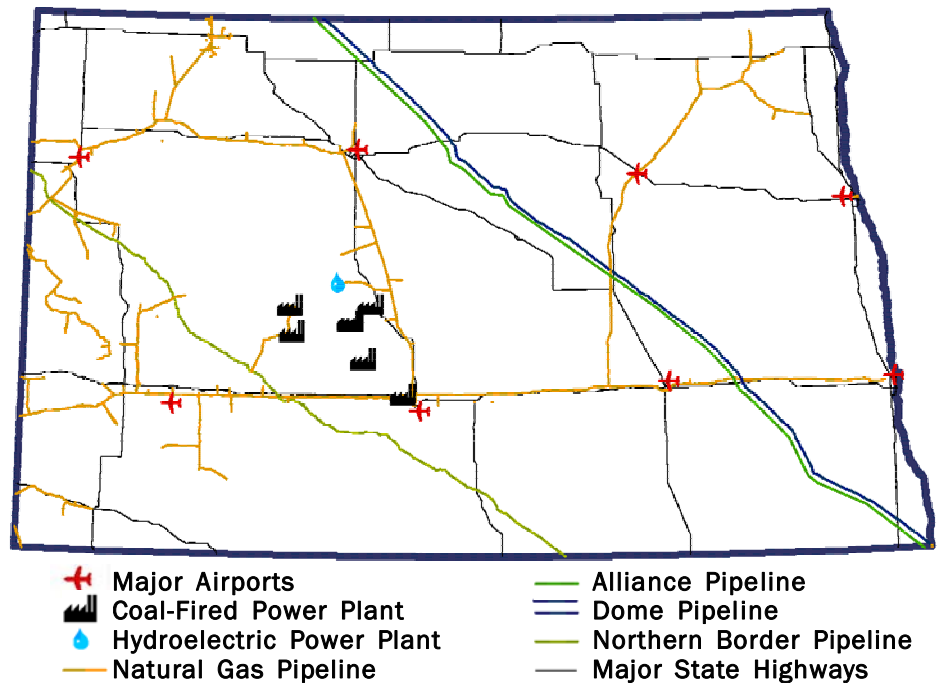 Major Airports
Coal-Fired Power Plant
Hydroelectric Power Plant
Natural Gas Pipeline
Alliance Pipeline
Dome Pipeline
Northern Border Pipeline
Major State Highways